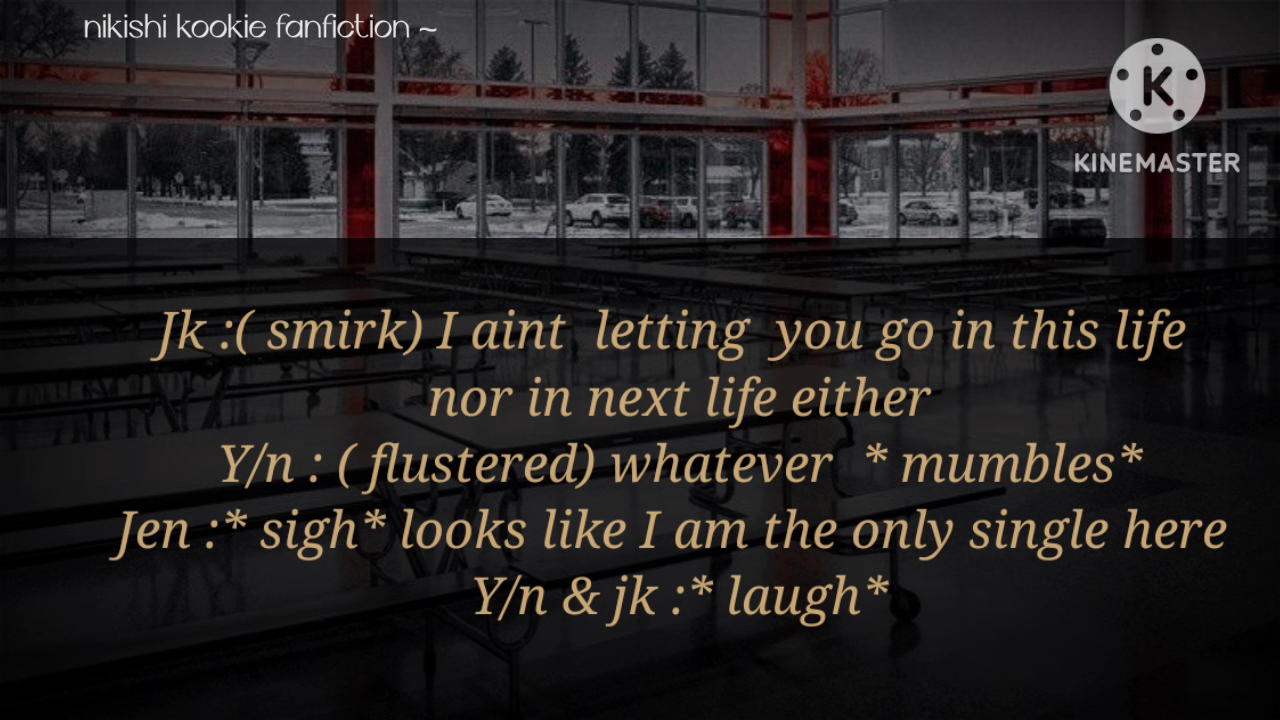 nikishi kookie fanfiction ~
K
KINEMASTER
Jk :( smirk) I aint  letting  you go in this life
nor in next life either
Y/n : ( flustered) whatever  * mumbles*
Jen :* sigh* looks like I am the only single here
Y/n & jk :* laugh*